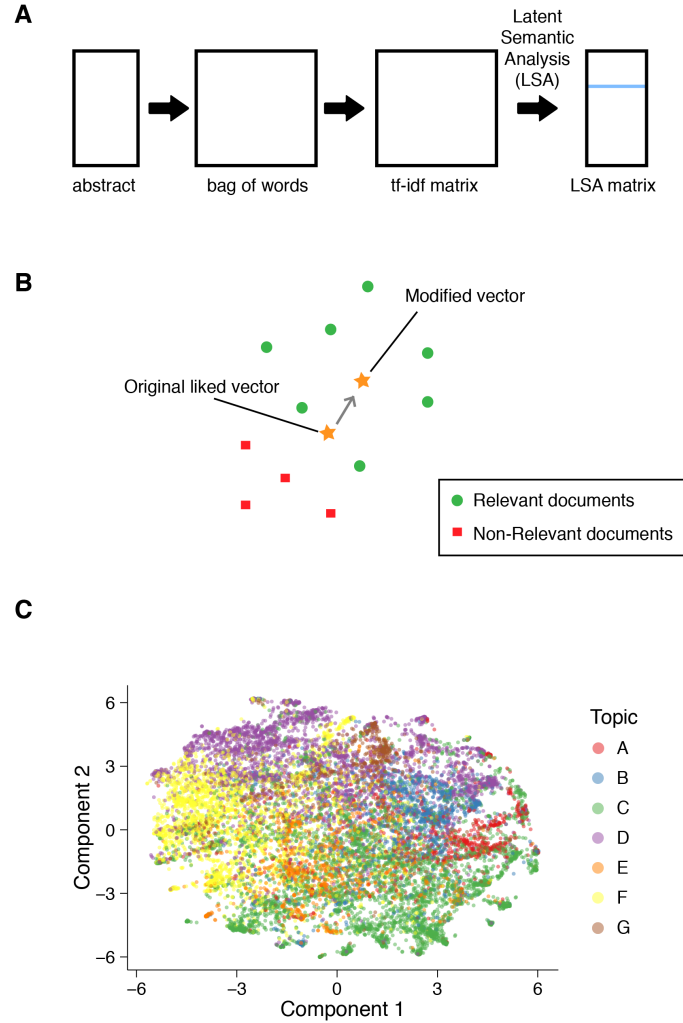 A
Latent
Semantic
Analysis
(LSA)
abstract
bag of words
tf-idf matrix
LSA matrix
B
Modified vector
Original liked vector
Relevant documents
Non-Relevant documents
C
Component 2
6
3
0
−3
−6
−6
−3
0
3
6
Component 1
Topic
A
B
C
D
E
F
G